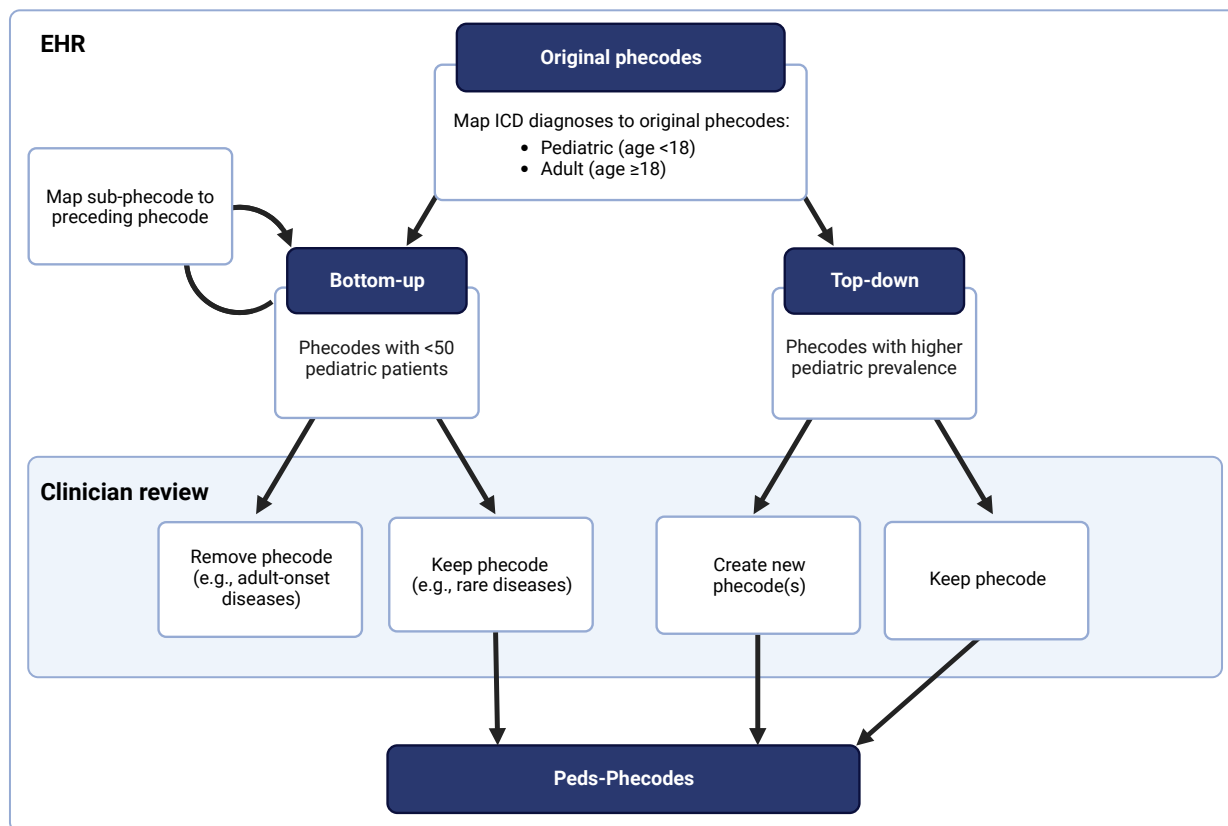 EHR
Original phecodes
Map ICD diagnoses to original phecodes:
• Pediatric (age <18)
• Adult (age ≥18)
Map sub-phecode to
preceding phecode
Bottom-up
Phecodes with <50
pediatric patients
Top-down
Phecodes with higher
pediatric prevalence
Clinician review
Remove phecode
(e.g., adult-onset
diseases)
Keep phecode
(e.g., rare diseases)
Create new
phecode(s)
Keep phecode
Peds-Phecodes